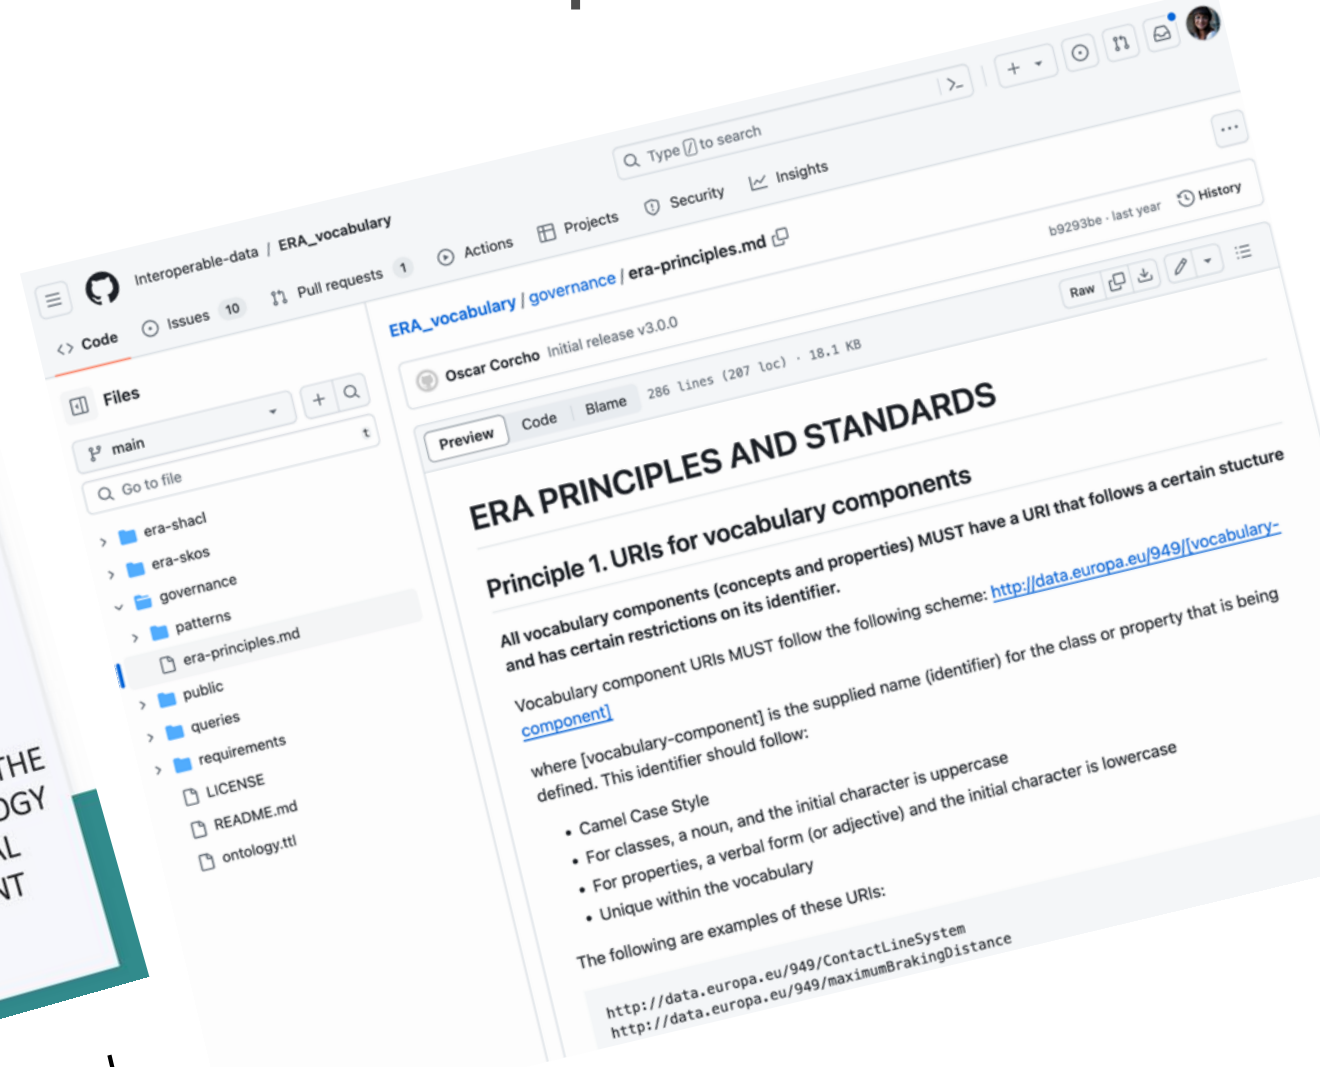 Type / to search
Interoperable-data / ERA_vocabulary
Code
Issues 10
Pull requests 1
Actions
Projects
Security
Insights
Files
main
Go to file
t
era-shacl
era-skos
governance
patterns
era-principles.md
public
queries
requirements
LICENSE
README.md
ontology.ttl
ERA_vocabulary / governance / era-principles.md
Oscar Corcho Initial release v3.0.0
b9293be · last year
History
Preview
Code
Blame
286 lines (207 loc) · 18.1 KB
Raw
ERA PRINCIPLES AND STANDARDS
Principle 1. URIs for vocabulary components
All vocabulary components (concepts and properties) MUST have a URI that follows a certain stucture
and has certain restrictions on its identifier.
Vocabulary component URIs MUST follow the following scheme: http://data.europa.eu/949/[vocabulary-
component]
where [vocabulary-component] is the supplied name (identifier) for the class or property that is being
defined. This identifier should follow:
• Camel Case Style
• For classes, a noun, and the initial character is uppercase
• For properties, a verbal form (or adjective) and the initial character is lowercase
• Unique within the vocabulary
The following are examples of these URIs:
http://data.europa.eu/949/ContactLineSystem
http://data.europa.eu/949/maximumBrakingDistance
THE
OGY
AL
NT